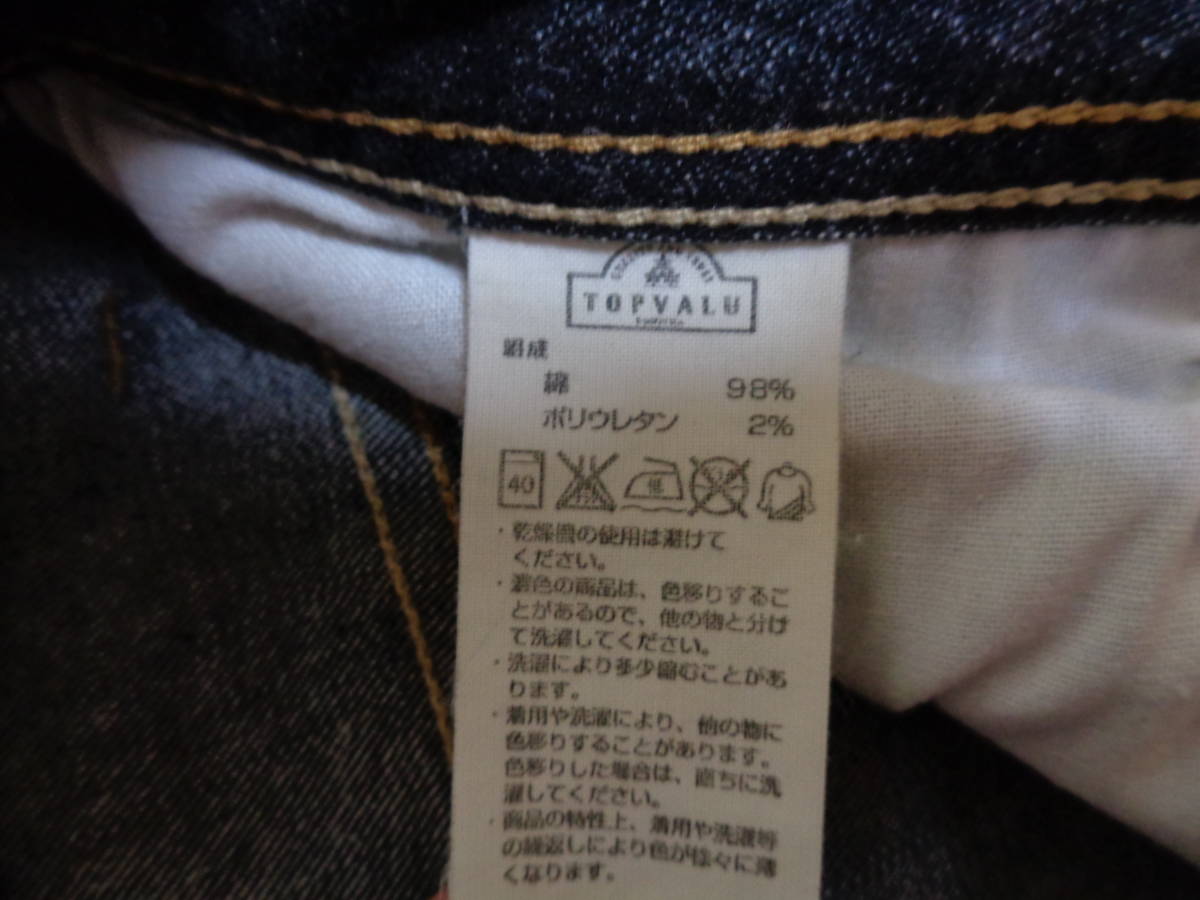 TOPVALU
組成
綿 98%
ポリウレタン 2%
40 低
・乾燥機の使用は避けて
ください。
・濃色の商品は、色移りするこ
とがあるので、他の物と分け
て洗濯してください。
・洗濯により多少縮むことがあ
ります。
・着用や洗濯により、他の物に
色移りすることがあります。
色移りした場合は、直ちに洗
濯してください。
・商品の特性上、着用や洗濯等
の繰返しにより色が様々に薄
くなります。